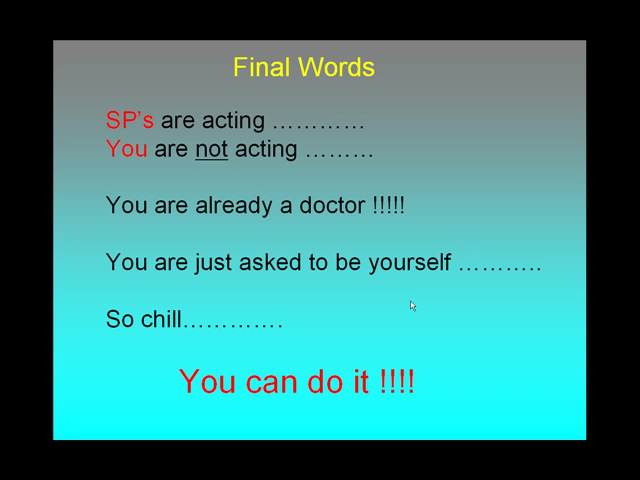 Final Words
SP's are acting …………
You are not acting ………
You are already a doctor !!!!!
You are just asked to be yourself ………..
So chill………….
You can do it !!!!